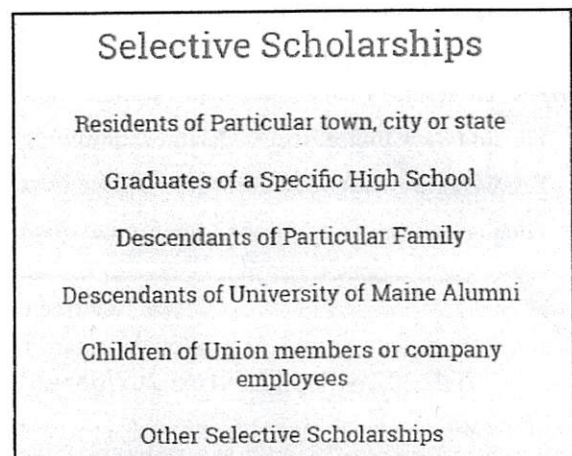 Selective Scholarships
Residents of Particular town, city or state
Graduates of a Specific High School
Descendants of Particular Family
Descendants of University of Maine Alumni
Children of Union members or company
employees
Other Selective Scholarships